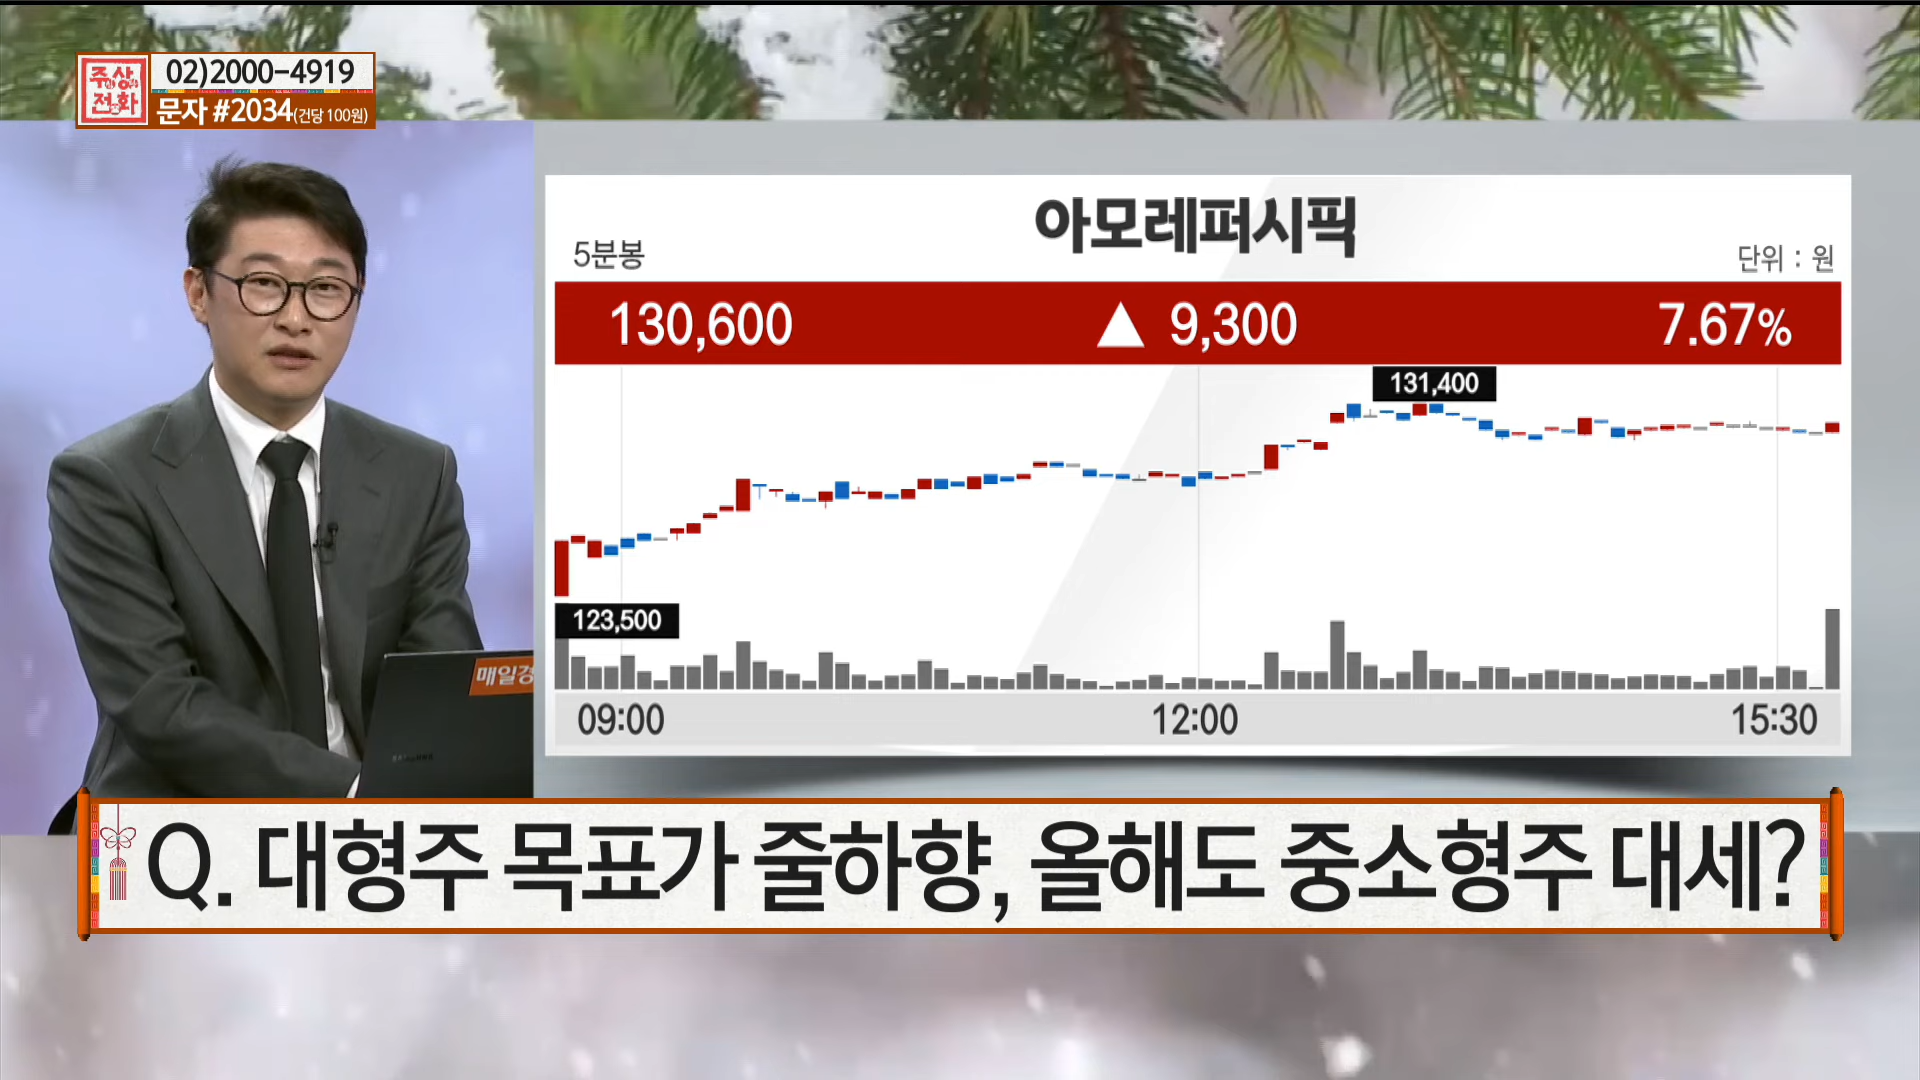 주상
전화
02)2000-4919
문자 #2034(건당 100원)
아모레퍼시픽
5분봉
단위 : 원
130,600 ▲ 9,300 7.67%
131,400
123,500
09:00 12:00 15:30
매일경
Q. 대형주 목표가 줄하향, 올해도 중소형주 대세?